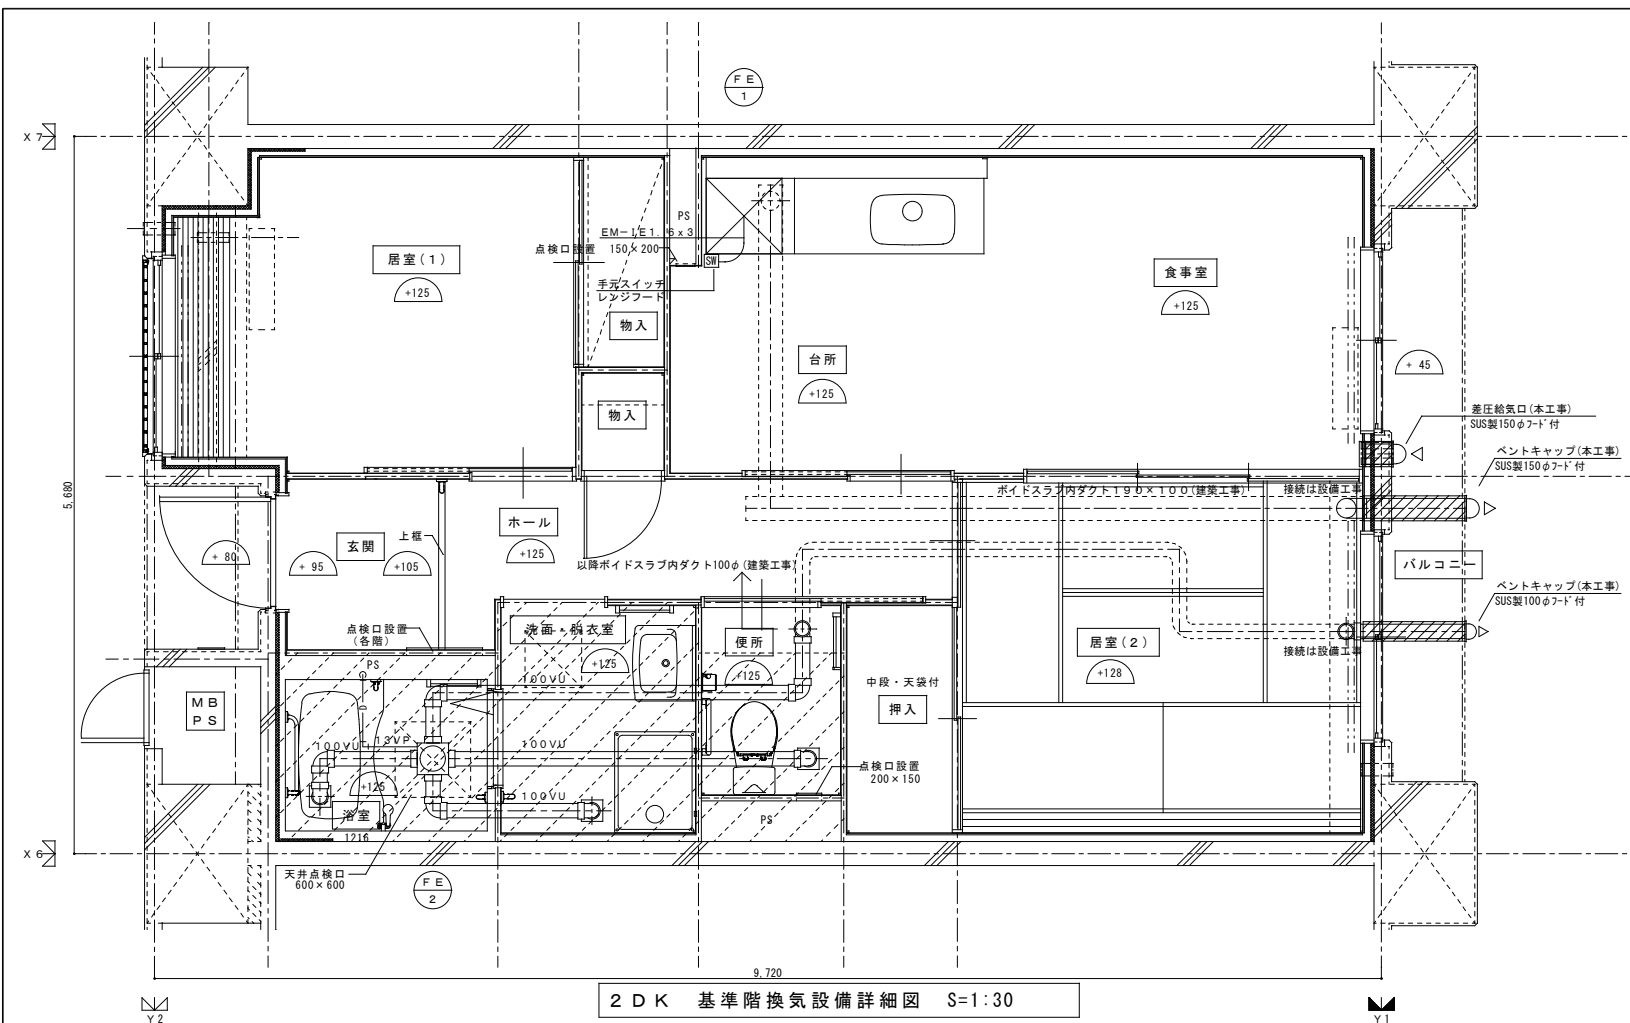 FE
1
X7
PS
EM-IE1.6x3
点検口設置 150×200
居室(1)
+125
SW
食事室
+125
手元スイッチ
レンジフード
物入
台所
+125
+ 45
物入
差圧給気口(本工事)
SUS製150φフード付
ベントキャップ(本工事)
SUS製150φフード付
5,680
ボイドスラブ内ダクト190×100(建築工事)
接続は設備工事
ホール
+125
上框
玄関
+ 80
+ 95
+105
以降ボイドスラブ内ダクト100φ(建築工事)
バルコニー
ベントキャップ(本工事)
SUS製100φフード付
点検口設置
(各階)
洗面・脱衣室
+125
便所
+125
居室(2)
+128
接続は設備工事
PS
100VU
中段・天袋付
押入
MB
PS
100VU
13VP
100VU
点検口設置
200×150
+125
100VU
浴室
1216
PS
X6
天井点検口
600×600
FE
2
9,720
2DK 基準階換気設備詳細図 S=1:30
Y2
Y1